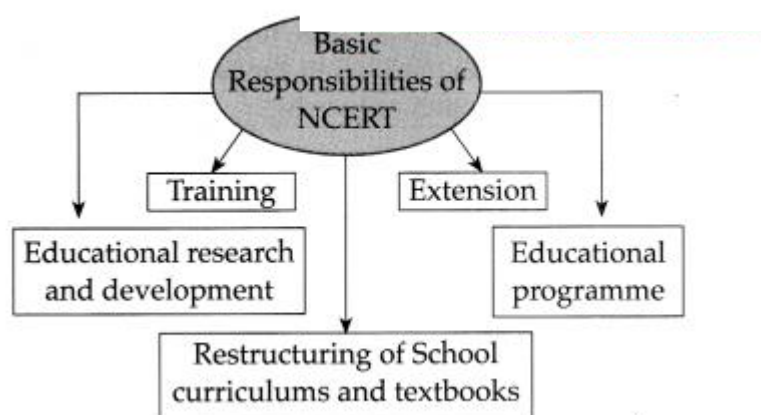 Basic
Responsibilities of
NCERT
Training
Extension
Educational research
and development
Educational
programme
Restructuring of School
curriculums and textbooks